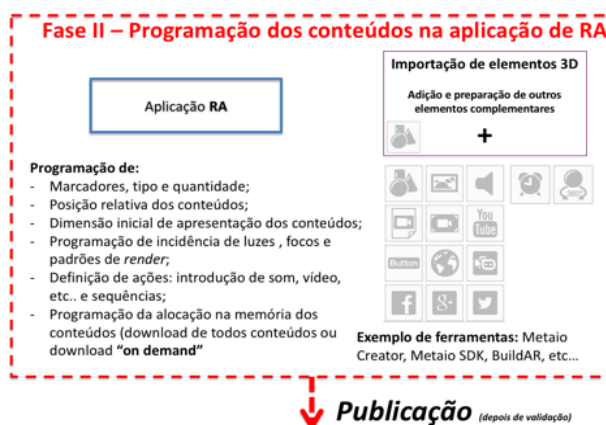 Fase II – Programação dos conteúdos na aplicação de RA
Aplicação RA
Programação de:
- Marcadores, tipo e quantidade;
- Posição relativa dos conteúdos;
- Dimensão inicial de apresentação dos conteúdos;
- Programação de incidência de luzes , focos e
padrões de render;
- Definição de ações: introdução de som, vídeo,
etc.. e sequências;
- Programação da alocação na memória dos
conteúdos (download de todos conteúdos ou
download "on demand"
Importação de elementos 3D
Adição e preparação de outros
elementos complementares
+
360°
You
Tube
Button
f
g+
Exemplo de ferramentas: Metaio
Creator, Metaio SDK, BuildAR, etc...
Publicação (depois de validação)